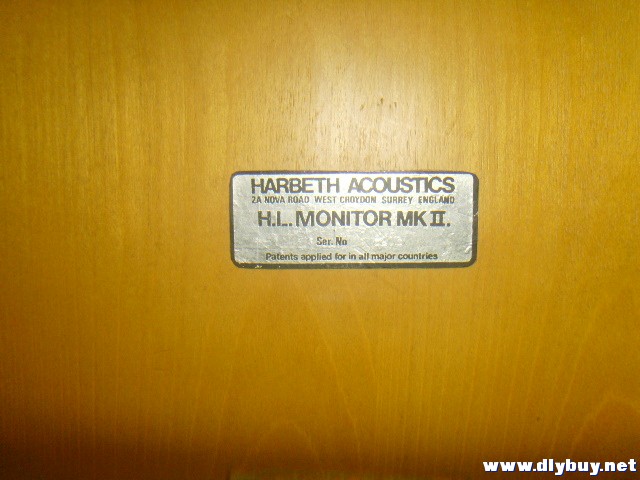 HARBETH ACOUSTICS
2A NOVA ROAD WEST CROYDON SURREY ENGLAND
H.L. MONITOR MK II.
Ser. No
Patents applied for in all major countries
www.dlybuy.net